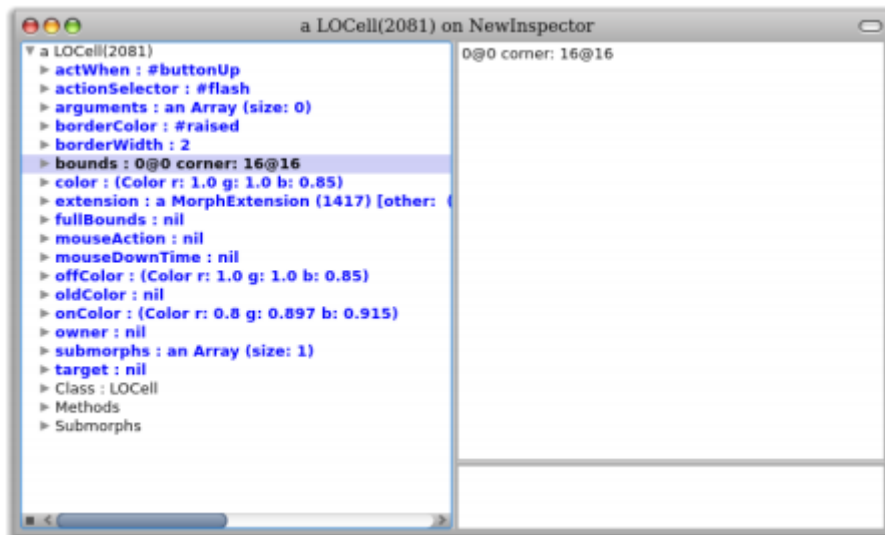 a LOCell(2081) on NewInspector
a LOCell(2081)
actWhen : #buttonUp
actionSelector : #flash
arguments : an Array (size: 0)
borderColor : #raised
borderWidth : 2
bounds : 0@0 corner: 16@16
color : (Color r: 1.0 g: 1.0 b: 0.85)
extension : a MorphExtension (1417) [other:  (
fullBounds : nil
mouseAction : nil
mouseDownTime : nil
offColor : (Color r: 1.0 g: 1.0 b: 0.85)
oldColor : nil
onColor : (Color r: 0.8 g: 0.897 b: 0.915)
owner : nil
submorphs : an Array (size: 1)
target : nil
Class : LOCell
Methods
Submorphs
0@0 corner: 16@16